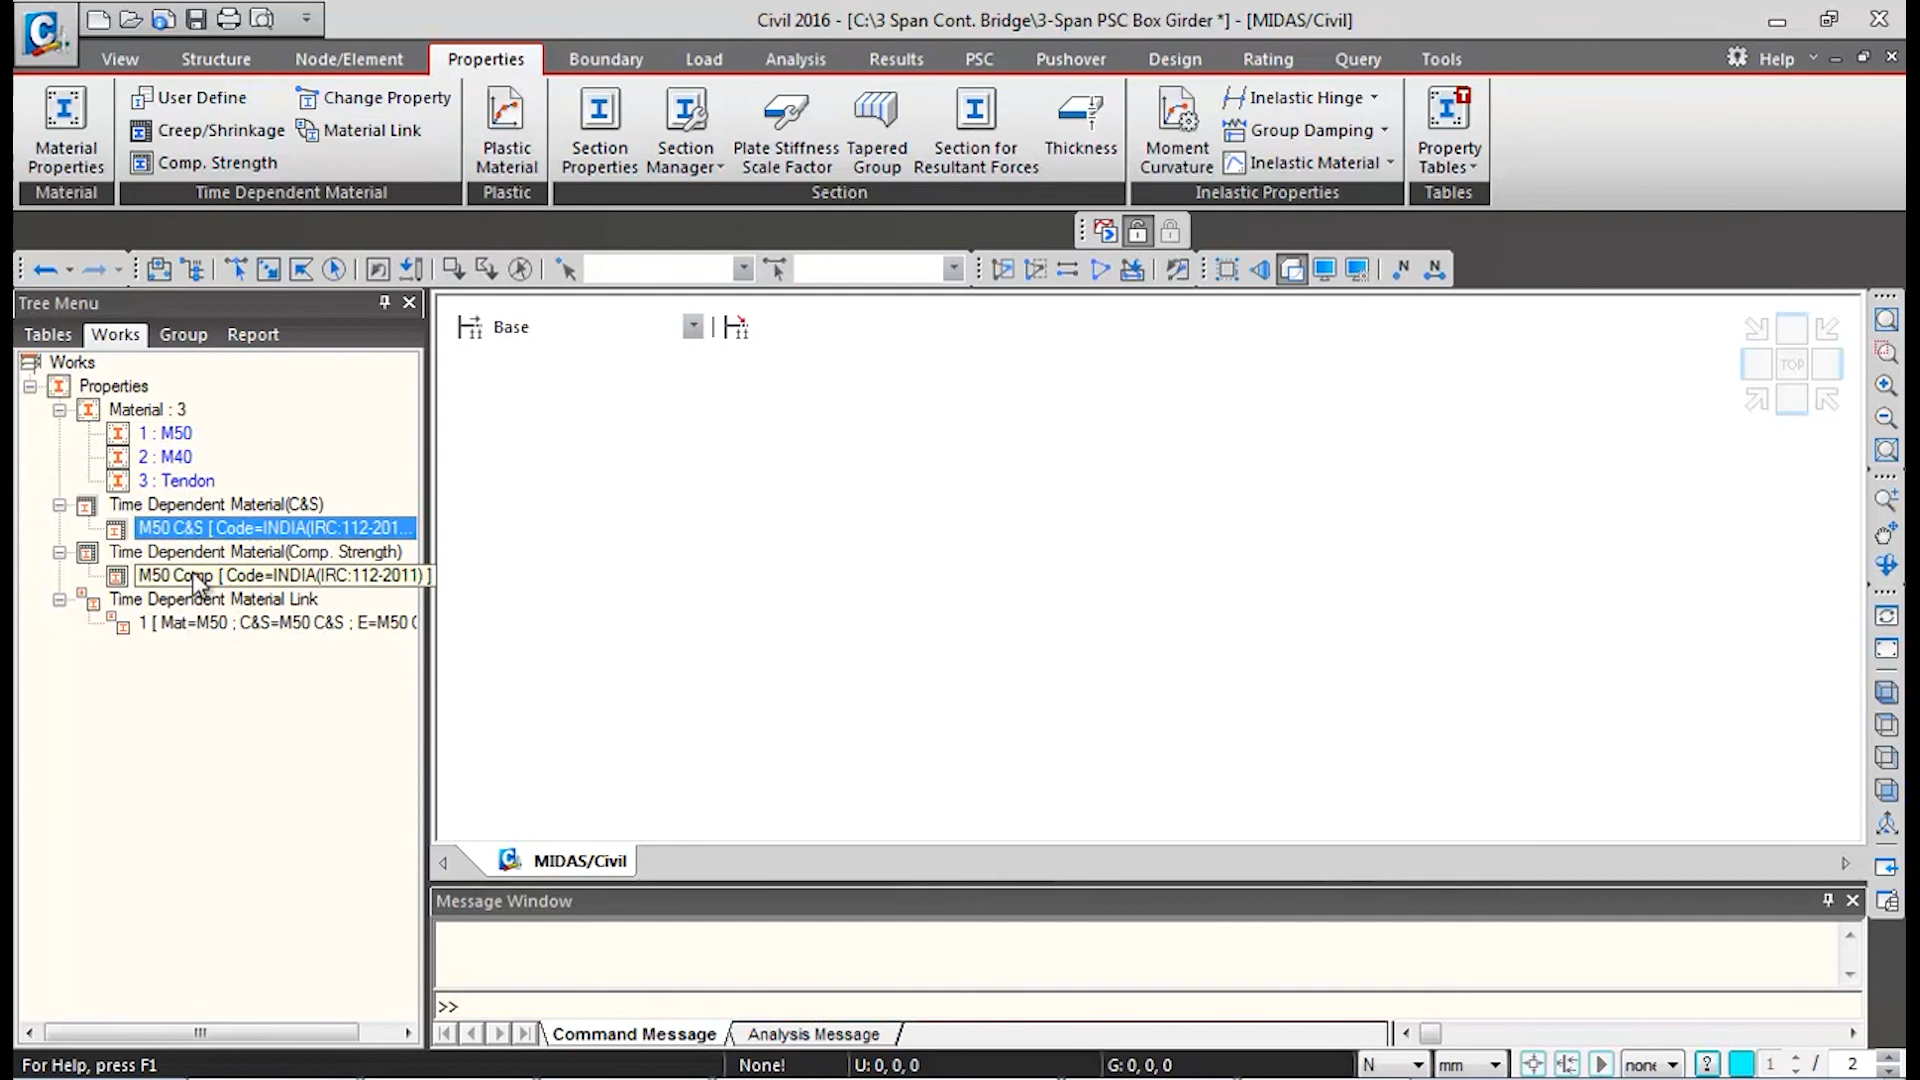 Civil 2016 - [C:\3 Span Cont. Bridge\3-Span PSC Box Girder *] - [MIDAS/Civil]
View Structure Node/Element Properties Boundary Load Analysis Results PSC Pushover Design Rating Query Tools Help
User Define Change Property Inelastic Hinge
Creep/Shrinkage Material Link Group Damping
Material Properties Comp. Strength Plastic Material Section Properties Section Manager Plate Stiffness Scale Factor Tapered Group Section for Resultant Forces Thickness Moment Curvature Inelastic Material Property Tables
Material Time Dependent Material Plastic Section Inelastic Properties Tables
N N
Tree Menu
Tables Works Group Report
Works
Properties
Material : 3
1 : M50
2 : M40
3 : Tendon
Time Dependent Material(C&S)
M50 C&S [ Code=INDIA(IRC:112-201...
Time Dependent Material(Comp. Strength)
M50 Comp [ Code=INDIA(IRC:112-2011) ]
Time Dependent Material Link
1 [ Mat=M50 ; C&S=M50 C&S ; E=M50 C
Base
TOP
MIDAS/Civil
Message Window
>>
Command Message Analysis Message
For Help, press F1 None! U: 0, 0, 0 G: 0, 0, 0 N mm none ? 1 / 2